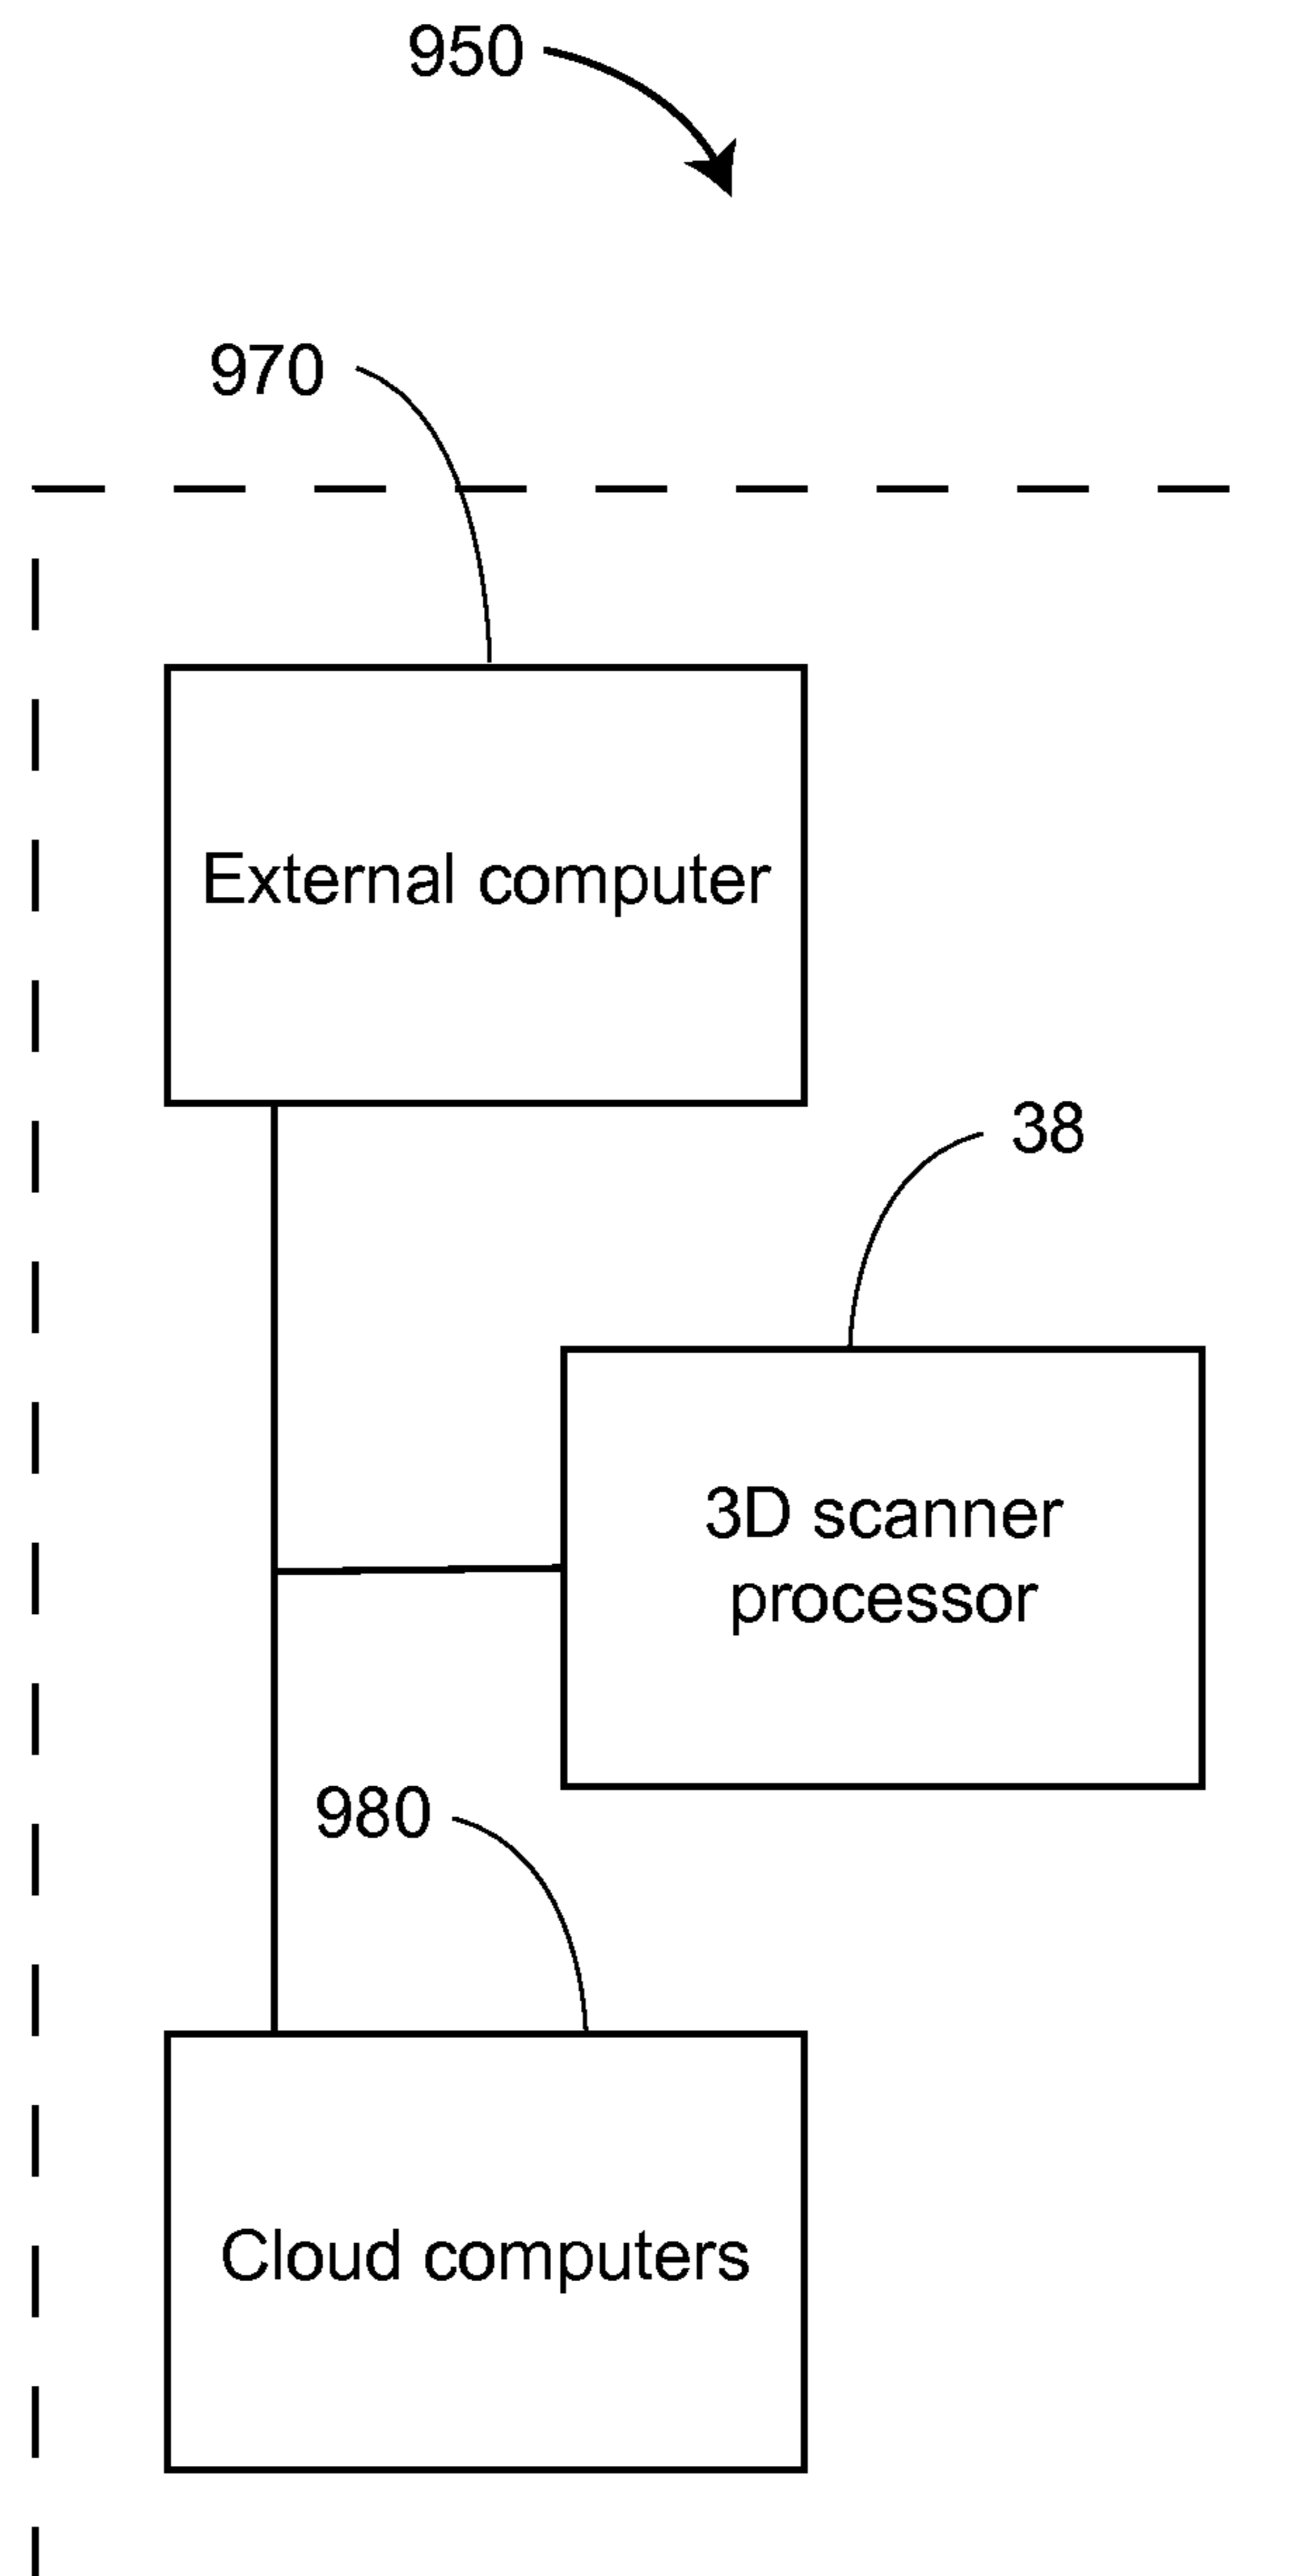 950
970
External computer
38
3D scanner
processor
980
Cloud computers